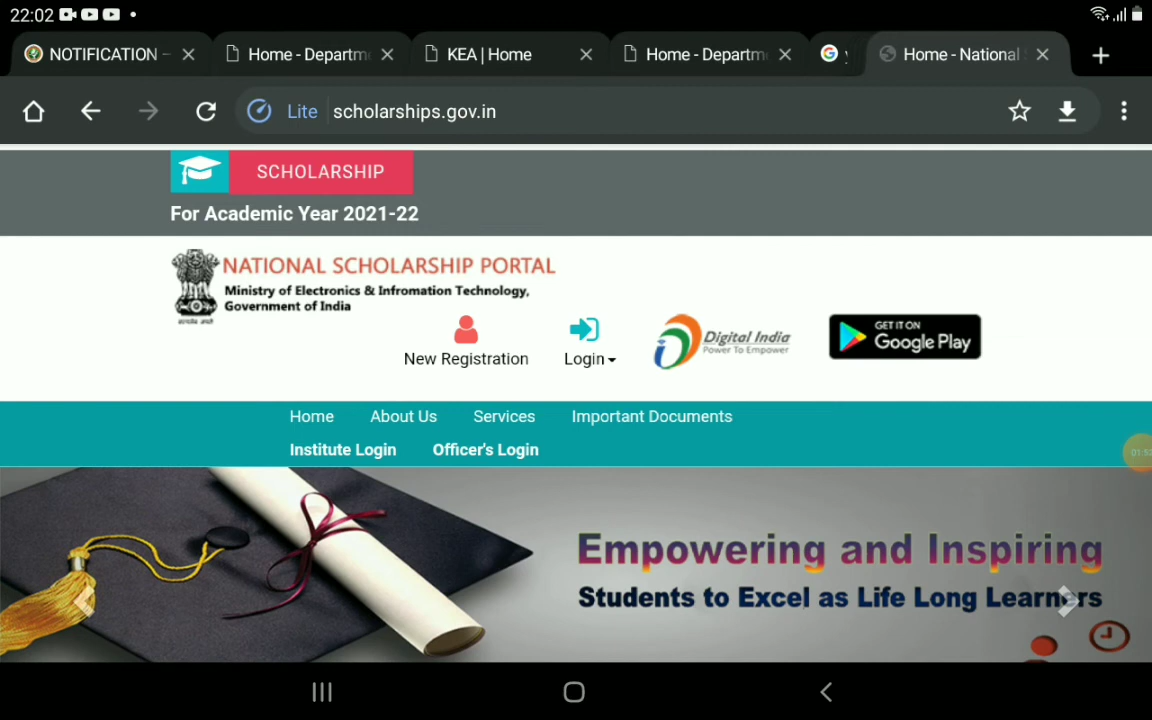 22:02
NOTIFICATION
Home - Departm
KEA | Home
Home - Departm
Home - National
Lite scholarships.gov.in
SCHOLARSHIP
For Academic Year 2021-22
NATIONAL SCHOLARSHIP PORTAL
Ministry of Electronics & Infromation Technology,
Government of India
New Registration
Login
Digital India
Power To Empower
GET IT ON
Google Play
Home
About Us
Services
Important Documents
Institute Login
Officer's Login
Empowering and Inspiring
Students to Excel as Life Long Learners